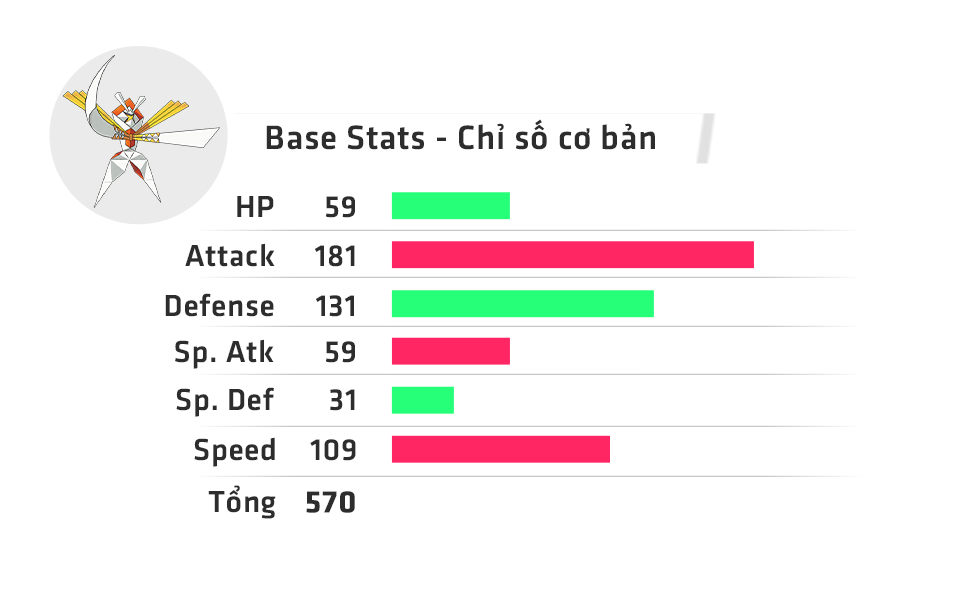 Base Stats - Chỉ số cơ bản
HP 59
Attack 181
Defense 131
Sp. Atk 59
Sp. Def 31
Speed 109
Tổng 570